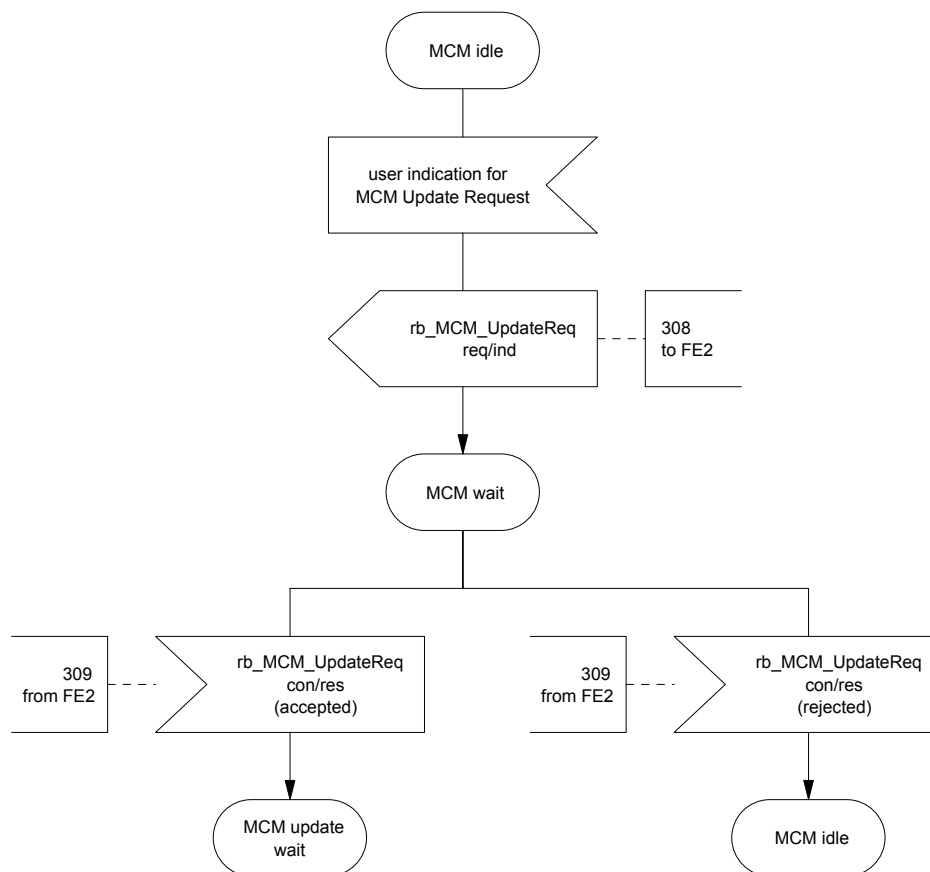 MCM idle
user indication for
MCM Update Request
rb_MCM_UpdateReq
req/ind
308
to FE2
MCM wait
309
from FE2
rb_MCM_UpdateReq
con/res
(accepted)
309
from FE2
rb_MCM_UpdateReq
con/res
(rejected)
MCM update
wait
MCM idle